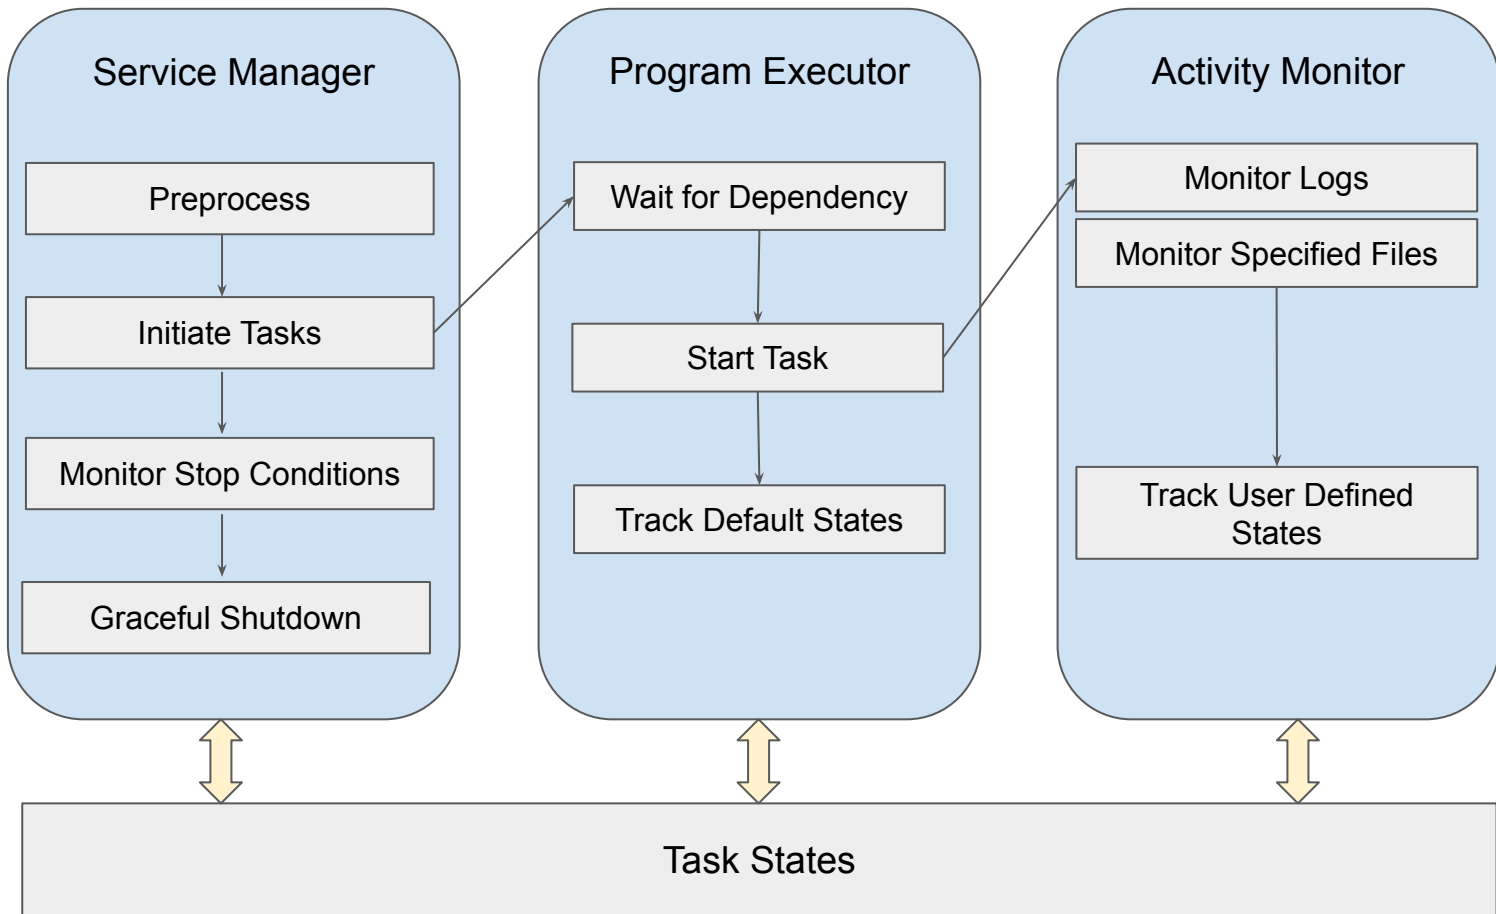 Service Manager
Preprocess
Initiate Tasks
Monitor Stop Conditions
Graceful Shutdown
Program Executor
Wait for Dependency
Start Task
Track Default States
Activity Monitor
Monitor Logs
Monitor Specified Files
Track User Defined
States
Task States